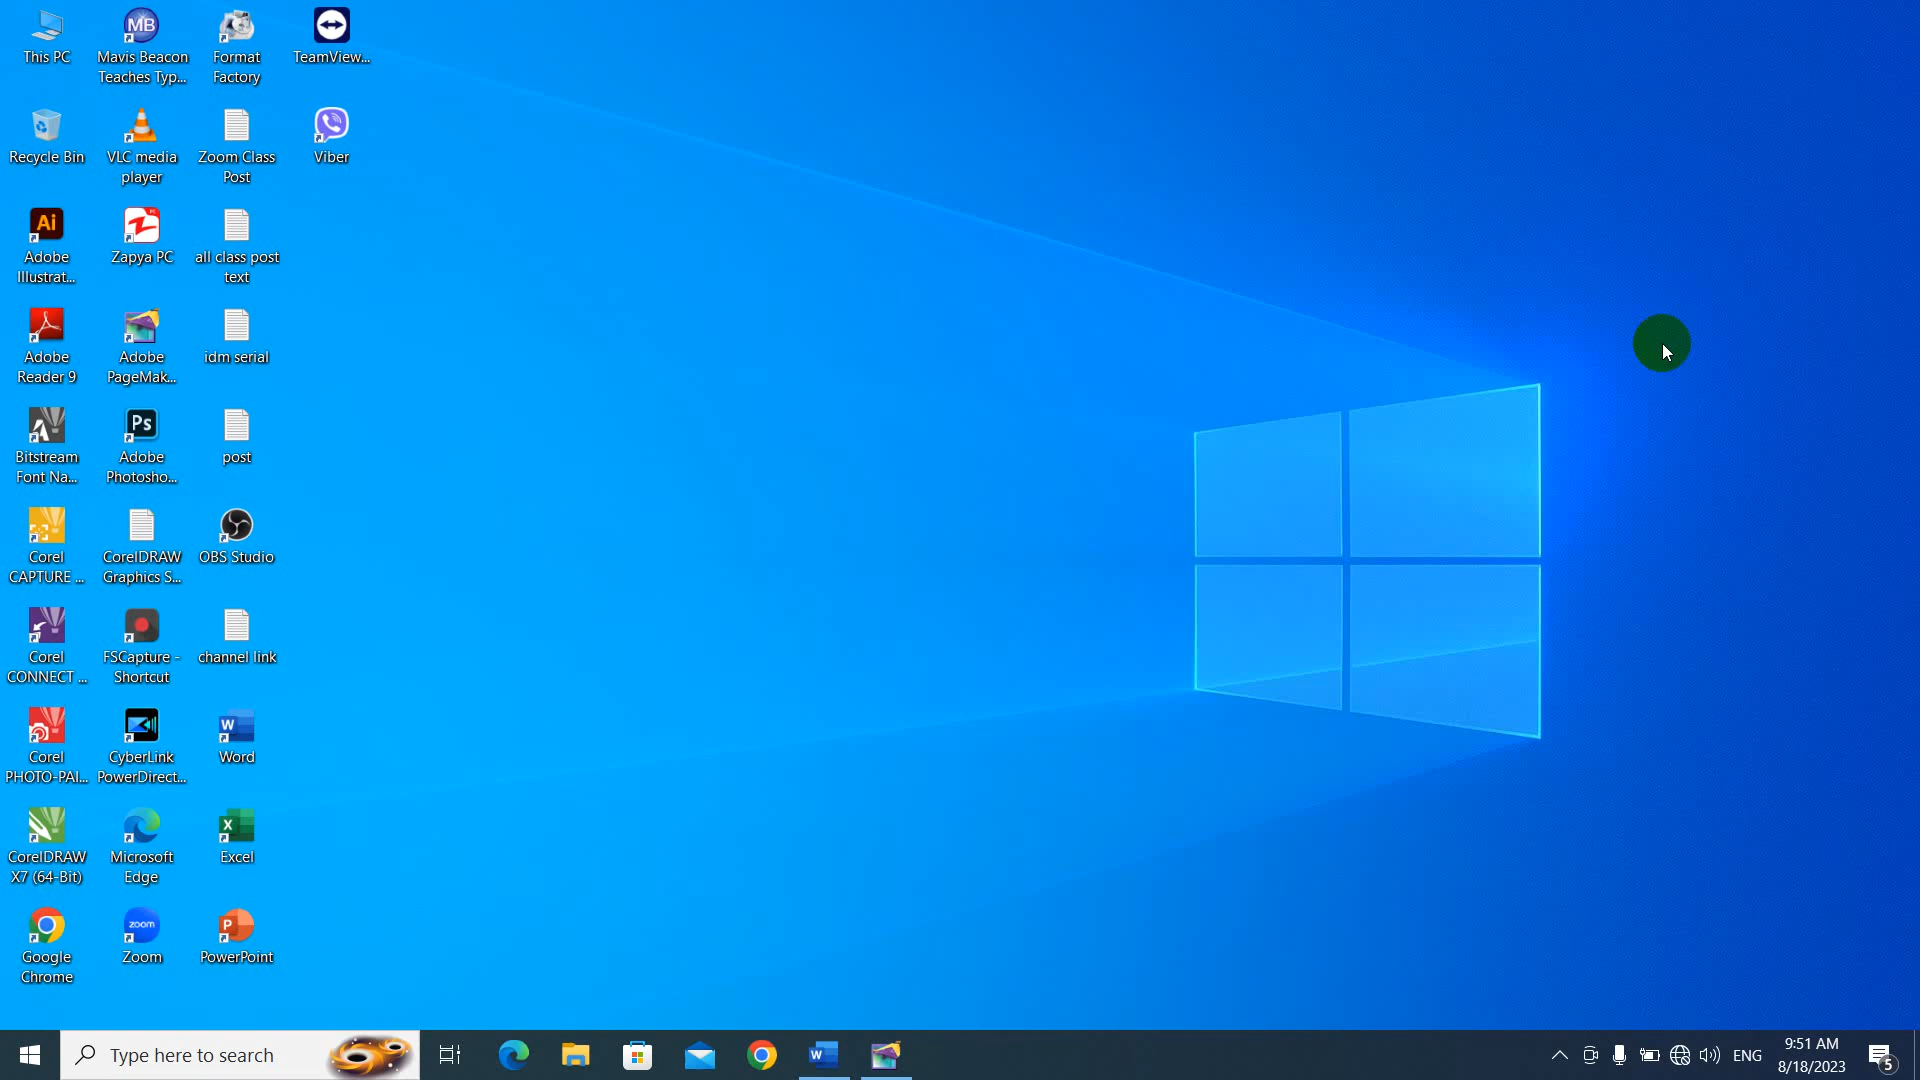 This PC
Mavis Beacon
Teaches Typ...
Format
Factory
TeamView...
Recycle Bin
VLC media
player
Zoom Class
Post
Viber
Adobe
Illustrat...
Zapya PC
all class post
text
Adobe
Reader 9
Adobe
PageMak...
idm serial
Bitstream
Font Na...
Adobe
Photosho...
post
Corel
CAPTURE ...
CorelDRAW
Graphics S...
OBS Studio
Corel
CONNECT ...
FSCapture -
Shortcut
channel link
Corel
PHOTO-PAI...
CyberLink
PowerDirect...
Word
CorelDRAW
X7 (64-Bit)
Microsoft
Edge
Excel
Google
Chrome
Zoom
PowerPoint
Type here to search
ENG
9:51 AM
8/18/2023
5